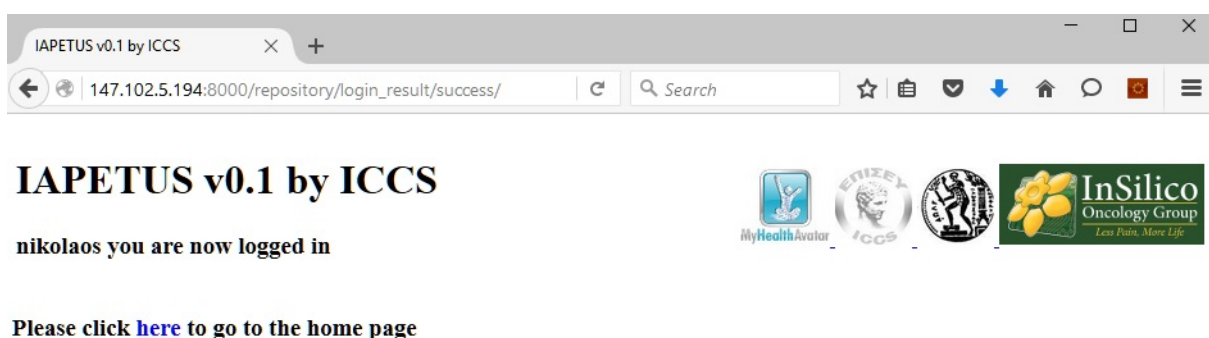 IAPETUS v0.1 by ICCS
147.102.5.194:8000/repository/login_result/success/
Search
IAPETUS v0.1 by ICCS
nikolaos you are now logged in
MyHealthAvatar
ΕΠΙΣΕΥ
ICCS
InSilico
Oncology Group
Less Pain, More Life
Please click here to go to the home page